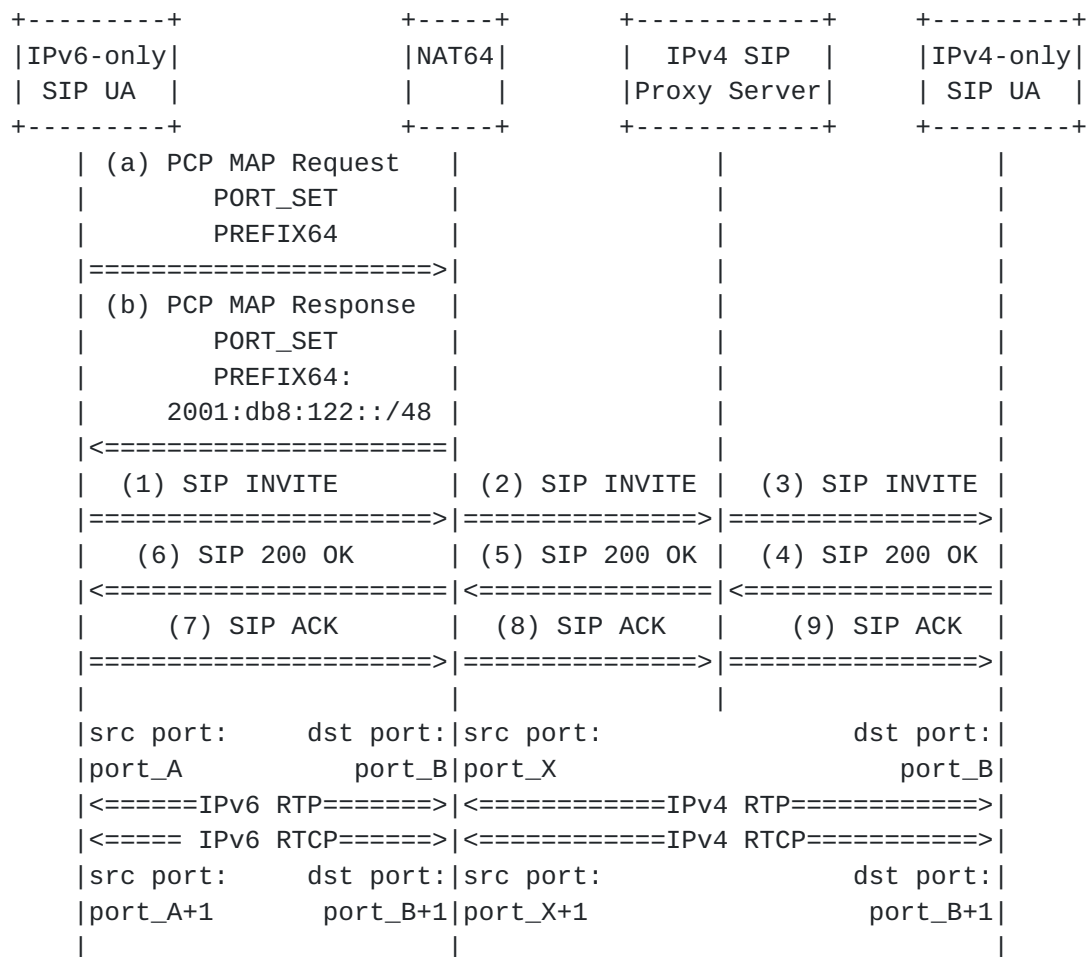 +---------+              +-----+       +------------+     +---------+
|IPv6-only|              |NAT64|       |  IPv4 SIP  |     |IPv4-only|
| SIP UA  |              |     |       |Proxy Server|     | SIP UA  |
+---------+              +-----+       +------------+     +---------+
    | (a) PCP MAP Request   |                |                 |
    |       PORT_SET        |                |                 |
    |       PREFIX64        |                |                 |
    |======================>|                |                 |
    | (b) PCP MAP Response  |                |                 |
    |       PORT_SET        |                |                 |
    |       PREFIX64:       |                |                 |
    |    2001:db8:122::/48  |                |                 |
    |<======================|                |                 |
    |  (1) SIP INVITE       | (2) SIP INVITE |  (3) SIP INVITE |
    |======================>|===============>|================>|
    |   (6) SIP 200 OK      | (5) SIP 200 OK |  (4) SIP 200 OK |
    |<======================|<===============|<================|
    |     (7) SIP ACK       |  (8) SIP ACK   |    (9) SIP ACK  |
    |======================>|===============>|================>|
    |                       |                |                 |
    |src port:     dst port:|src port:                dst port:|
    |port_A           port_B|port_X                      port_B|
    |<======IPv6 RTP=======>|<============IPv4 RTP============>|
    |<===== IPv6 RTCP======>|<============IPv4 RTCP===========>|
    |src port:     dst port:|src port:                dst port:|
    |port_A+1       port_B+1|port_X+1                  port_B+1|
    |                       |                                  |